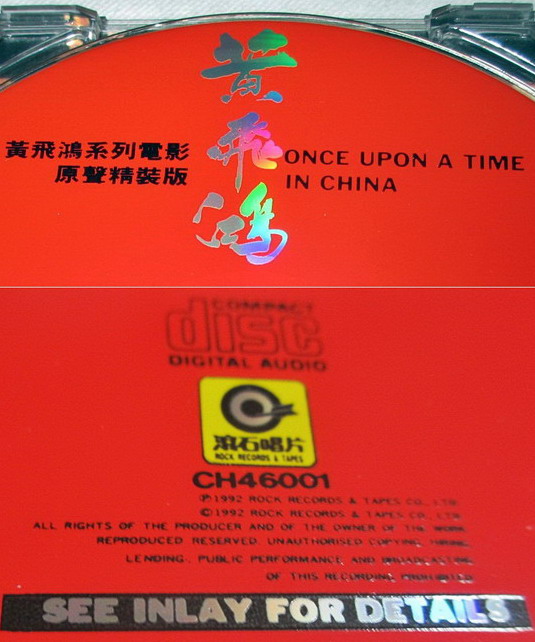 黃飛鴻
黃飛鴻系列電影
原聲精裝版
ONCE UPON A TIME
IN CHINA
COMPACT
disc
DIGITAL AUDIO
滾石唱片
ROCK RECORDS & TAPES
CH46001
℗1992 ROCK RECORDS & TAPES CO., LTD.
©1992 ROCK RECORDS & TAPES CO., LTD.
ALL RIGHTS OF THE PRODUCER AND OF THE OWNER OF THE WORK
REPRODUCED RESERVED. UNAUTHORISED COPYING, HIRING,
LENDING, PUBLIC PERFORMANCE AND BROADCASTING
OF THIS RECORDING PROHIBITED
SEE INLAY FOR DETAILS